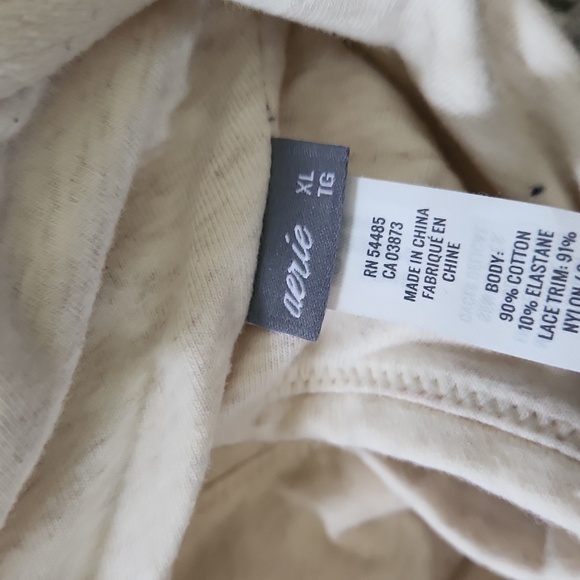 aerie
XL
TG
RN 54485
CA 03873
MADE IN CHINA
FABRIQUÉ EN
CHINE
BODY:
90% COTTON
10% ELASTANE
LACE TRIM: 91%
NYLON